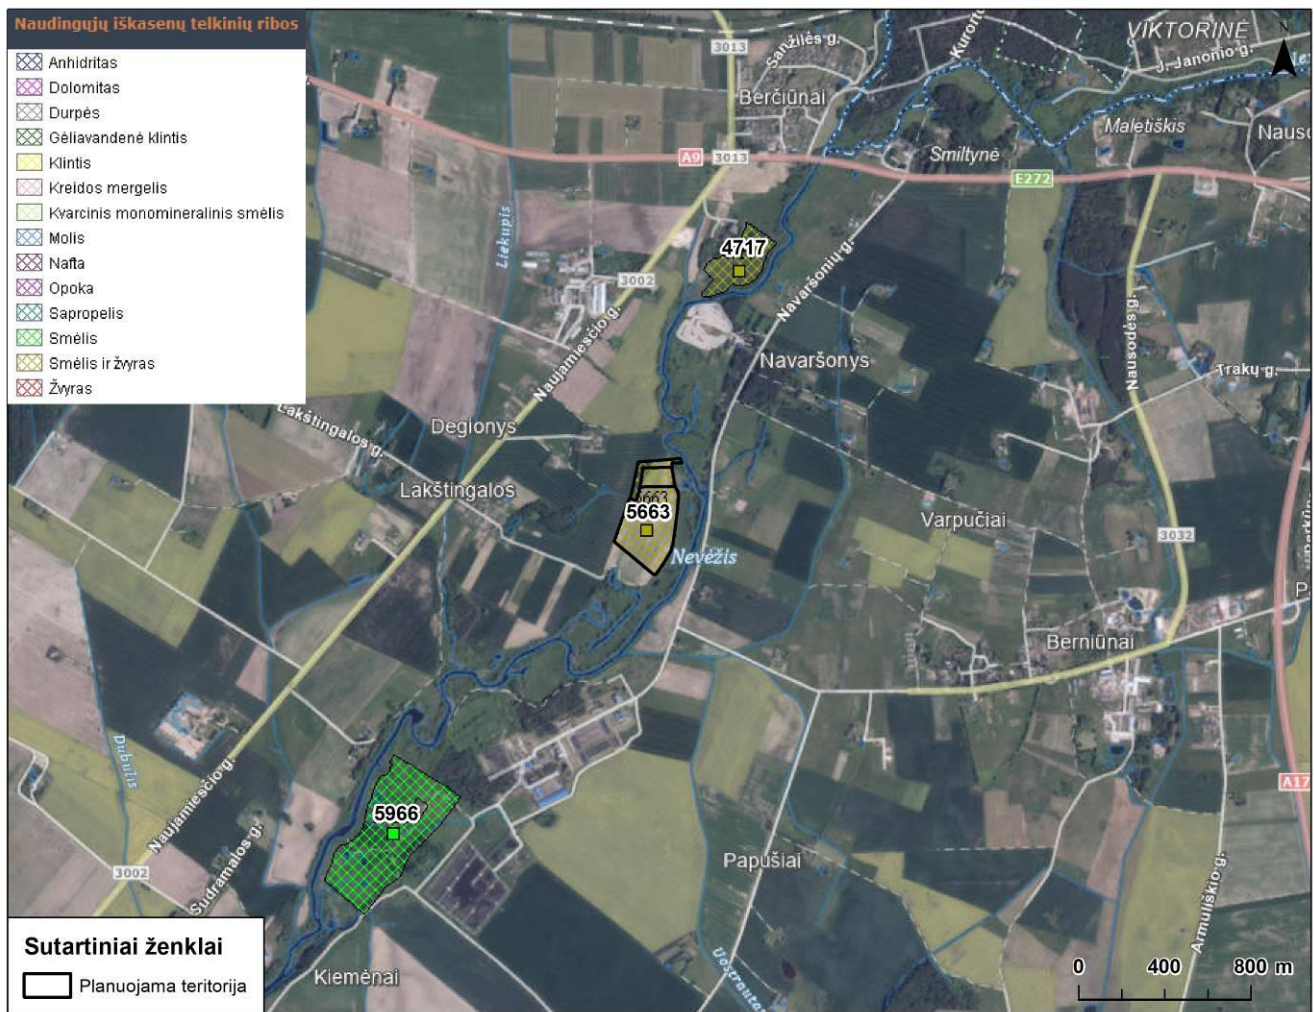 Naudingųjų iškasenų telkinių ribos
Anhidritas
Dolomitas
Durpės
Gėliavandenė klintis
Klintis
Kreidos mergelis
Kvarcinis monomineralinis smėlis
Molis
Nafta
Opoka
Sapropelis
Smėlis
Smėlis ir žvyras
Žvyras
3013
Sanžilės g.
Kurorto
VIKTORINĖ
N
J. Janonio g.
Berčiūnai
Maletiškis
A9
3013
Smiltynė
E272
Liekupis
4717
3002
Navaršonių g.
Naujamiesčio g.
Navaršonys
Nausodės g.
Trakų g.
Lakštingalos g.
Degionys
Lakštingalos
5663
5663
Varpučiai
3032
Nevėžis
Berniūnai
Dubulis
A17
Naujamiesčio g.
5966
3002
Sudramalos g.
Papušiai
Armuliškio g.
Sutartiniai ženklai
Planuojama teritorija
Kiemėnai
Uostrautas
0 400 800 m